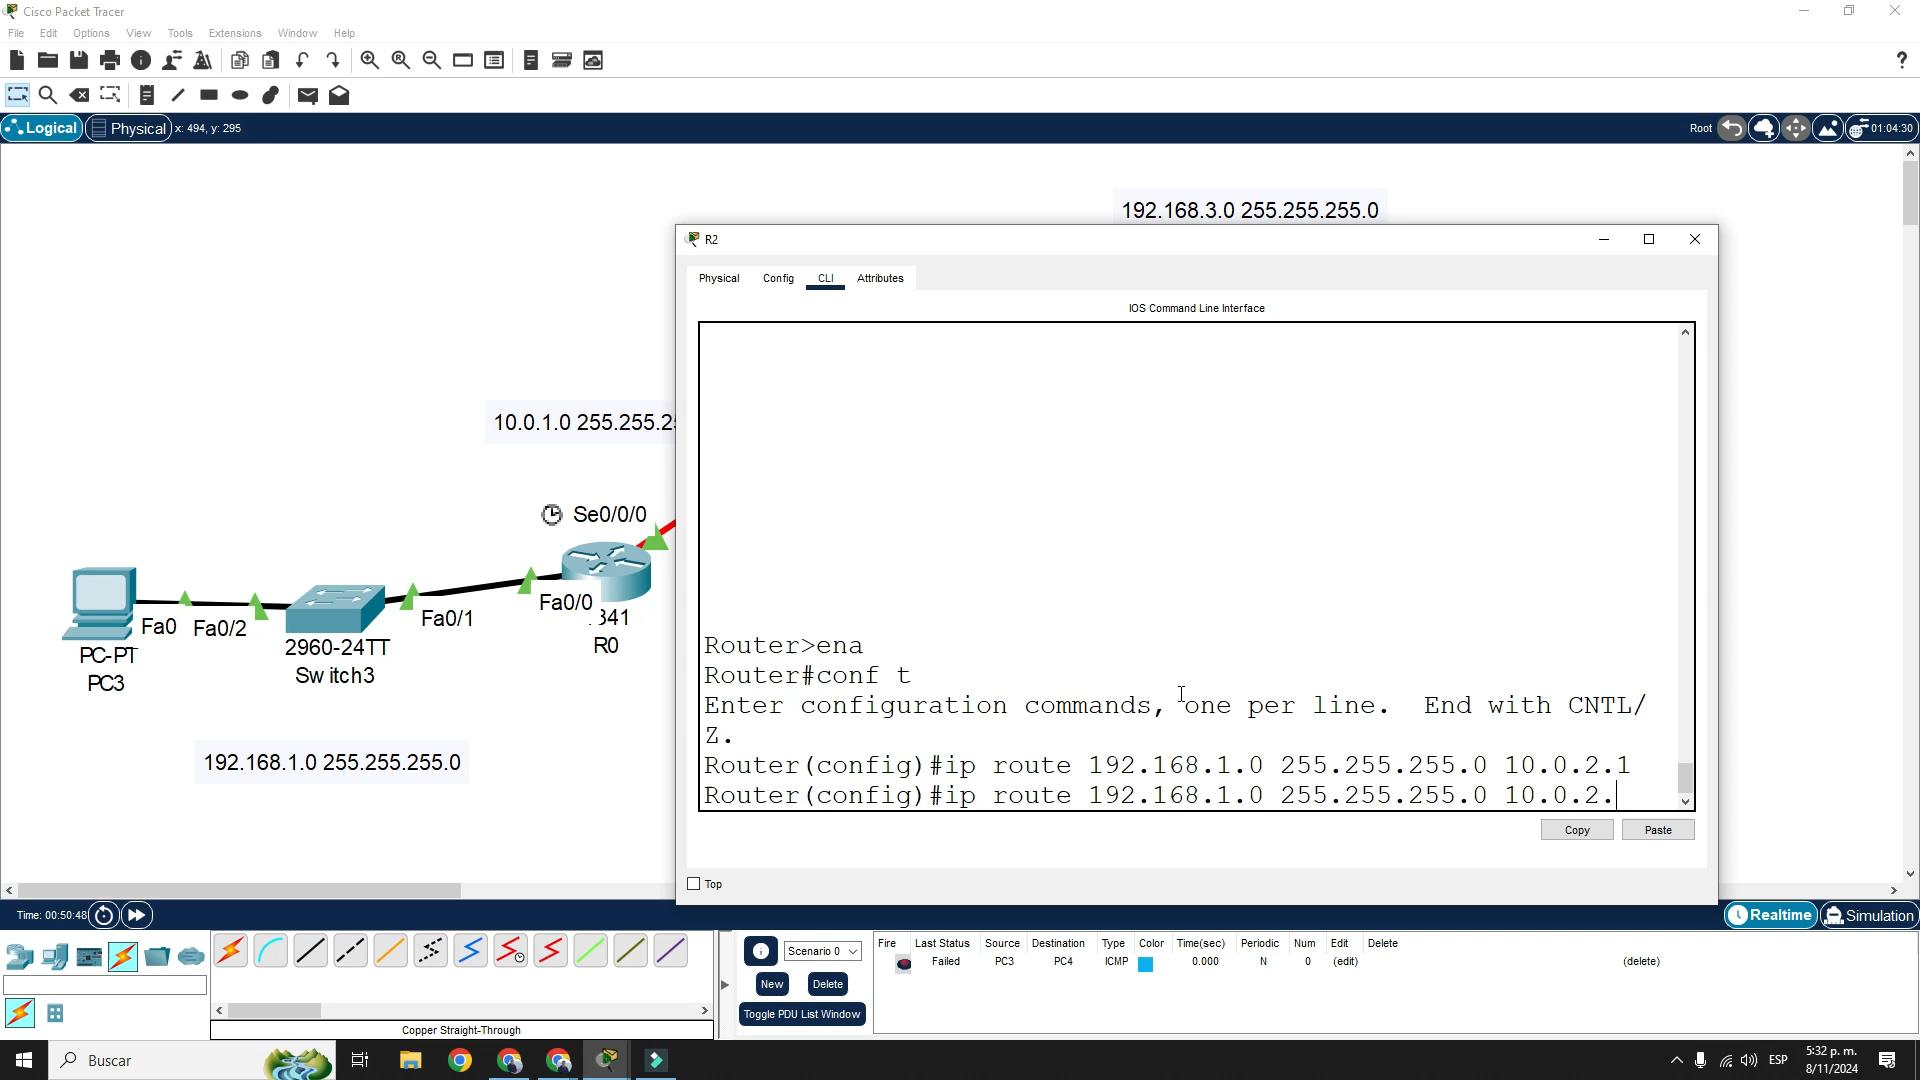 Cisco Packet Tracer
File Edit Options View Tools Extensions Window Help
?
Logical Physical x: 494, y: 295
Root 01:04:30
192.168.3.0 255.255.255.0
R2
Physical Config CLI Attributes
IOS Command Line Interface
10.0.1.0 255.255.25
Se0/0/0
Fa0 Fa0/2 Fa0/1 Fa0/0
341
R0
PC-PT
PC3
2960-24TT
Switch3
192.168.1.0 255.255.255.0
Router>ena
Router#conf t
Enter configuration commands, one per line.  End with CNTL/
Z.
Router(config)#ip route 192.168.1.0 255.255.255.0 10.0.2.1
Router(config)#ip route 192.168.1.0 255.255.255.0 10.0.2.
Copy Paste
Top
Time: 00:50:48
Realtime Simulation
Scenario 0
New Delete
Toggle PDU List Window
Fire Last Status Source Destination Type Color Time(sec) Periodic Num Edit Delete
Failed PC3 PC4 ICMP 0.000 N 0 (edit) (delete)
Copper Straight-Through
Buscar
ESP
5:32 p. m.
8/11/2024